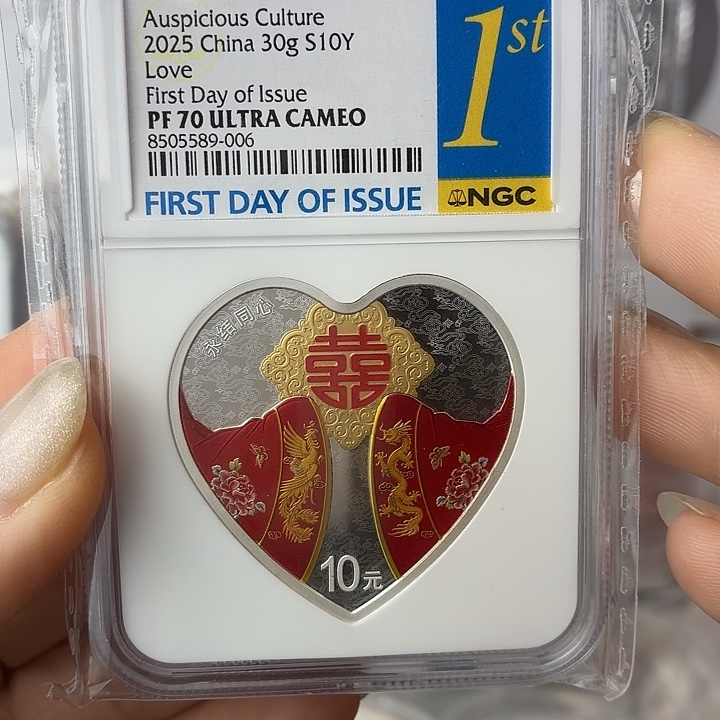 Auspicious Culture
2025 China 30g S10Y
Love
First Day of Issue
PF 70 ULTRA CAMEO
8505589-006
FIRST DAY OF ISSUE
1st
NGC
永结同心
囍
10元